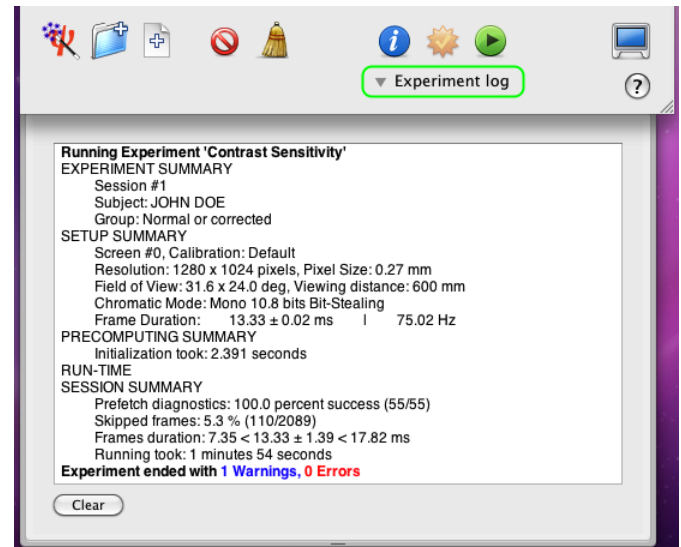 Experiment log
?
Running Experiment 'Contrast Sensitivity'
EXPERIMENT SUMMARY
Session #1
Subject: JOHN DOE
Group: Normal or corrected
SETUP SUMMARY
Screen #0, Calibration: Default
Resolution: 1280 x 1024 pixels, Pixel Size: 0.27 mm
Field of View: 31.6 x 24.0 deg, Viewing distance: 600 mm
Chromatic Mode: Mono 10.8 bits Bit-Stealing
Frame Duration: 13.33 ± 0.02 ms | 75.02 Hz
PRECOMPUTING SUMMARY
Initialization took: 2.391 seconds
RUN-TIME
SESSION SUMMARY
Prefetch diagnostics: 100.0 percent success (55/55)
Skipped frames: 5.3 % (110/2089)
Frames duration: 7.35 < 13.33 ± 1.39 < 17.82 ms
Running took: 1 minutes 54 seconds
Experiment ended with 1 Warnings, 0 Errors
Clear